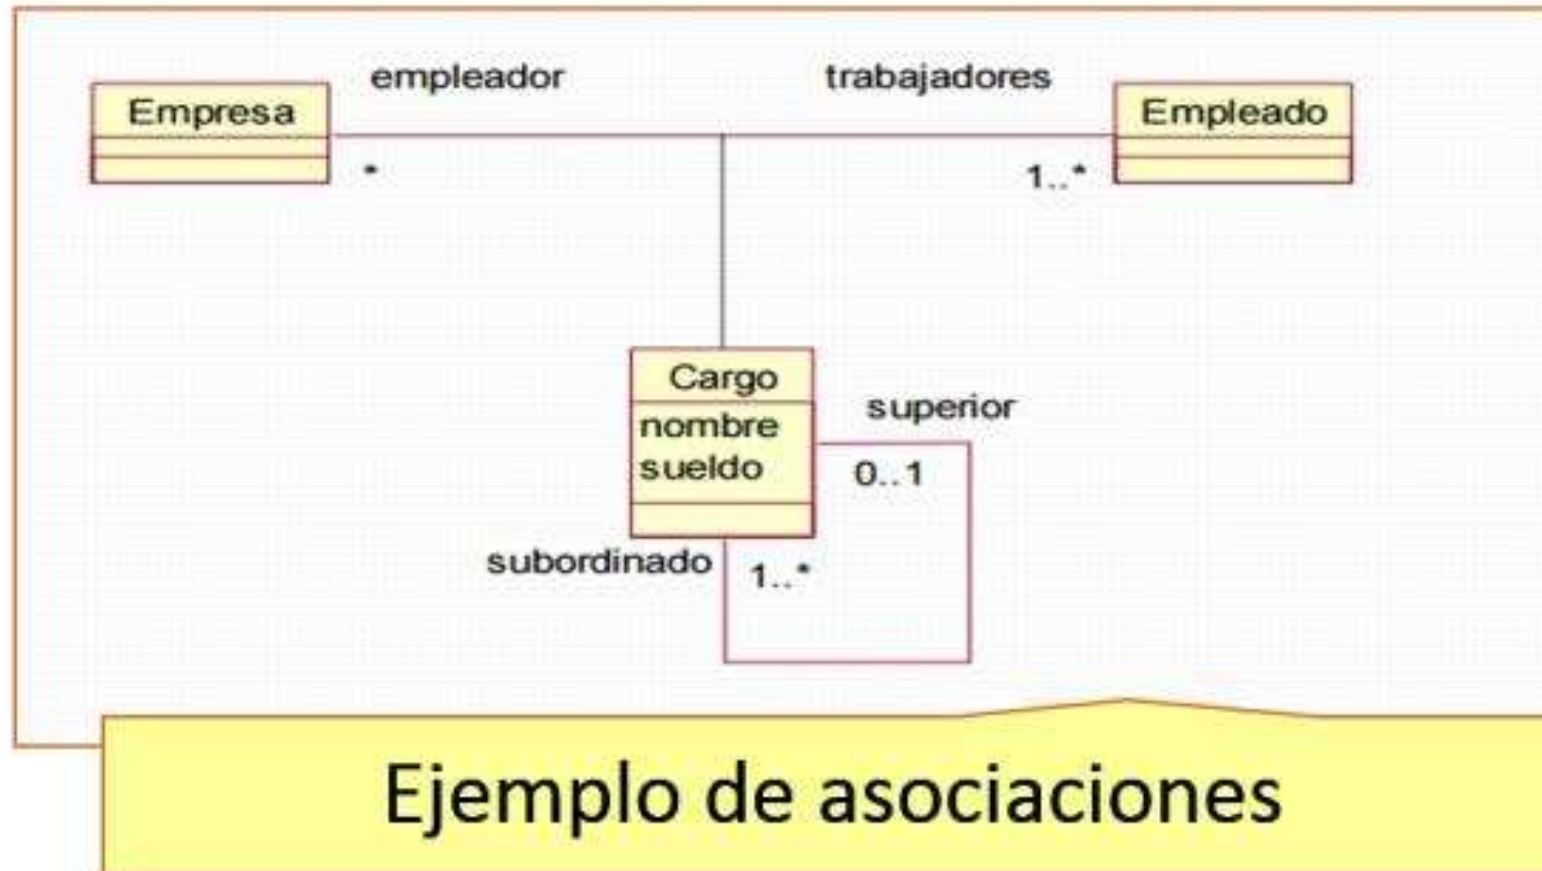 empleador
trabajadores
Empresa
Empleado
*
1..*
Cargo
nombre
sueldo
superior
0..1
subordinado
1..*
Ejemplo de asociaciones